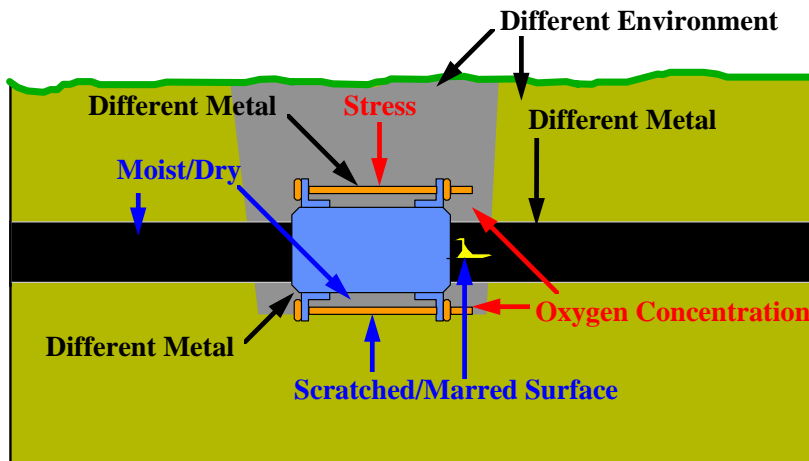 Different Environment
Different Metal
Stress
Different Metal
Moist/Dry
Oxygen Concentration
Different Metal
Scratched/Marred Surface